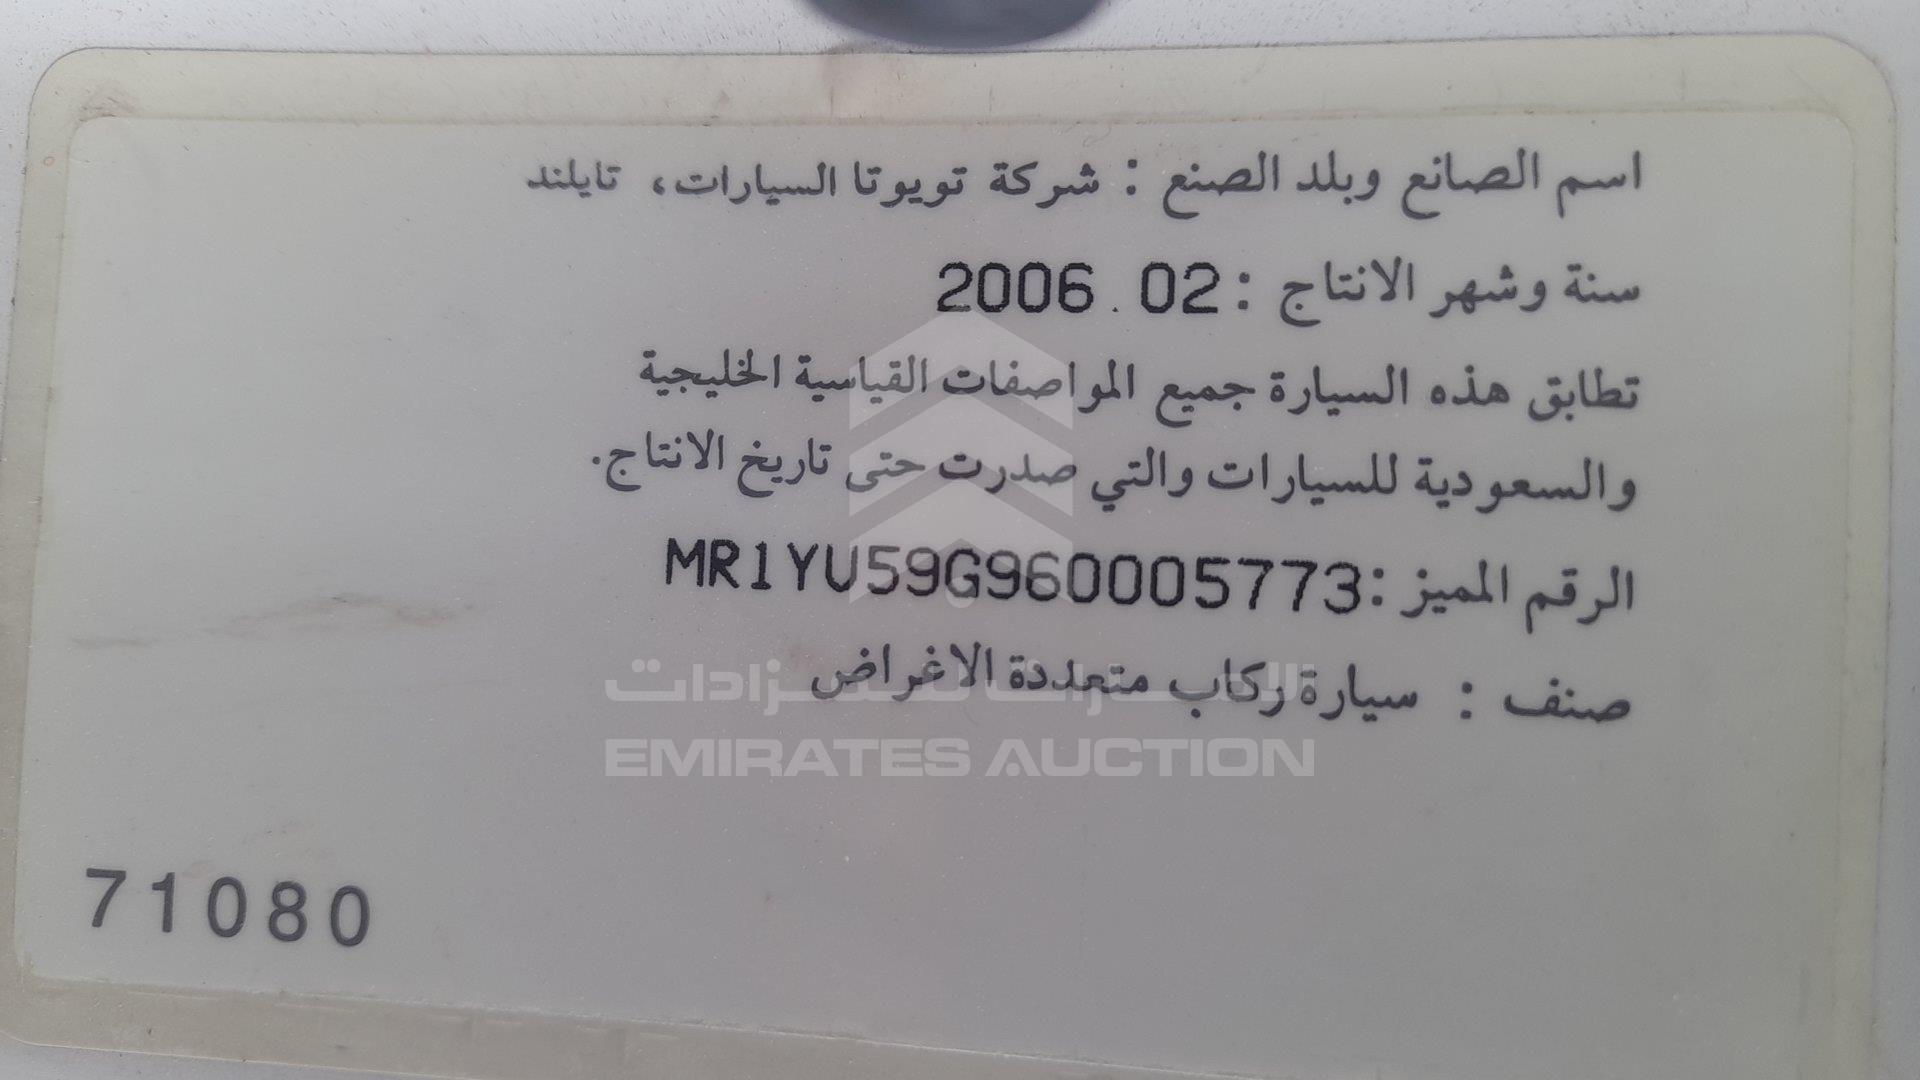 اسم الصانع وبلد الصنع : شركة تويوتا السيارات، تايلند
سنة وشهر الانتاج : 2006.02
تطابق هذه السيارة جميع المواصفات القياسية الخليجية
والسعودية للسيارات والتي صدرت حتى تاريخ الانتاج.
الرقم المميز : MR1YU59G960005773
صنف : سيارة ركاب متعددة الاغراض
الإمارات للمزادات
EMIRATES AUCTION
71080